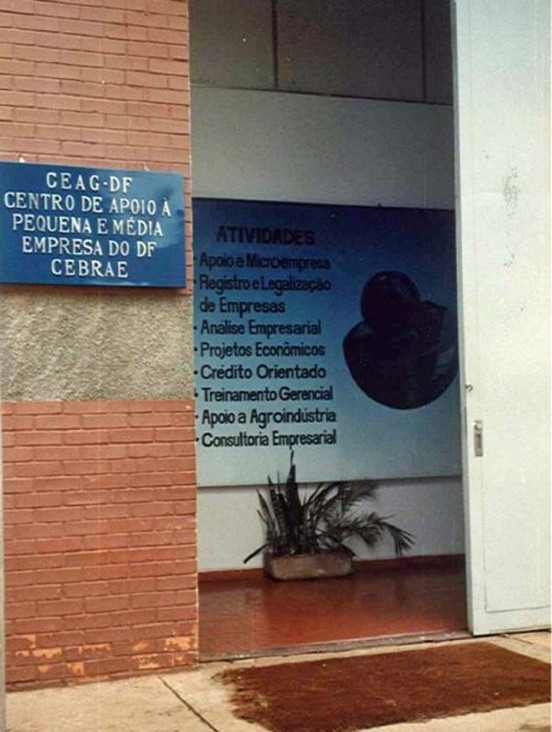 CEAG-DF
CENTRO DE APOIO À
PEQUENA E MÉDIA
EMPRESA DO DF
CEBRAE
ATIVIDADES
· Apoio a Microempresa
· Registro e Legalização
de Empresas
· Análise Empresarial
· Projetos Econômicos
· Crédito Orientado
· Treinamento Gerencial
· Apoio a Agroindústria
· Consultoria Empresarial